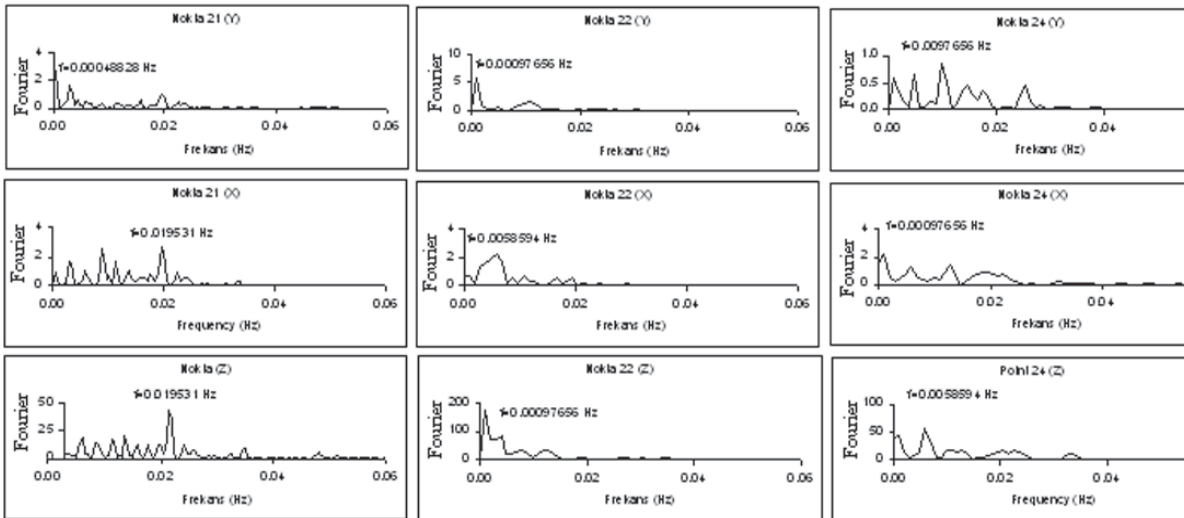 Nokta 21 (Y)
Fourier
4
2
0
f=0.00048828 Hz
0.00 0.02 0.04 0.06
Frekans (Hz)
Nokta 22 (Y)
Fourier
10
5
0
f=0.00097656 Hz
0.00 0.02 0.04 0.06
Frekans (Hz)
Nokta 24 (Y)
Fourier
1.0
0.5
0.0
f=0.0097656 Hz
0.00 0.02 0.04
Frekans (Hz)
Nokta 21 (X)
Fourier
4
2
0
f=0.019531 Hz
0.00 0.02 0.04 0.06
Frequency (Hz)
Nokta 22 (X)
Fourier
4
2
0
f=0.0058594 Hz
0.00 0.02 0.04 0.06
Frekans (Hz)
Nokta 24 (X)
Fourier
4
2
0
f=0.00097656 Hz
0.00 0.02 0.04
Frekans (Hz)
Nokta (Z)
Fourier
50
25
0
f=0.019531 Hz
0.00 0.02 0.04 0.06
Frekans (Hz)
Nokta 22 (Z)
Fourier
200
100
0
f=0.00097656 Hz
0.00 0.02 0.04 0.06
Frekans (Hz)
Point 24 (Z)
Fourier
100
50
0
f=0.0058594 Hz
0.00 0.02 0.04
Frequency (Hz)